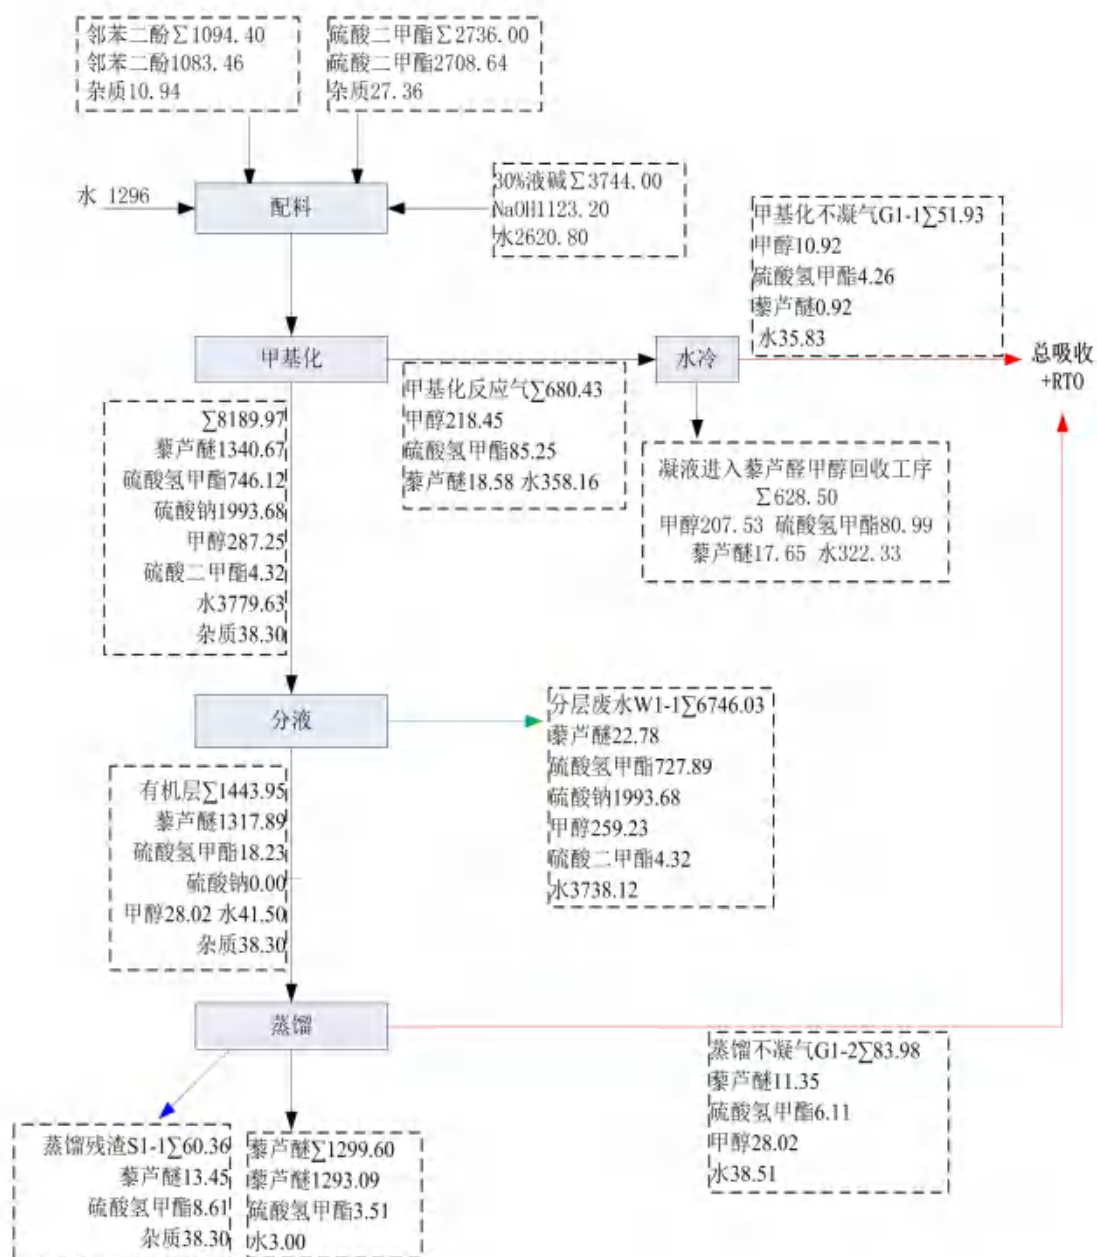 邻苯二酚∑1094.40
邻苯二酚1083.46
杂质10.94
硫酸二甲酯∑2736.00
硫酸二甲酯2708.64
杂质27.36
水 1296
配料
30%液碱∑3744.00
NaOH1123.20
水2620.80
甲基化不凝气G1-1∑51.93
甲醇10.92
硫酸氢甲酯4.26
藜芦醚0.92
水35.83
甲基化
水冷
总吸收
+RTO
甲基化反应气∑680.43
甲醇218.45
硫酸氢甲酯85.25
藜芦醚18.58 水358.16
∑8189.97
藜芦醚1340.67
硫酸氢甲酯746.12
硫酸钠1993.68
甲醇287.25
硫酸二甲酯4.32
水3779.63
杂质38.30
凝液进入藜芦醛甲醇回收工序
∑628.50
甲醇207.53 硫酸氢甲酯80.99
藜芦醚17.65 水322.33
分液
分层废水W1-1∑6746.03
藜芦醚22.78
硫酸氢甲酯727.89
硫酸钠1993.68
甲醇259.23
硫酸二甲酯4.32
水3738.12
有机层∑1443.95
藜芦醚1317.89
硫酸氢甲酯18.23
硫酸钠0.00
甲醇28.02 水41.50
杂质38.30
蒸馏
蒸馏不凝气G1-2∑83.98
藜芦醚11.35
硫酸氢甲酯6.11
甲醇28.02
水38.51
蒸馏残渣S1-1∑60.36
藜芦醚13.45
硫酸氢甲酯8.61
杂质38.30
藜芦醚∑1299.60
藜芦醚1293.09
硫酸氢甲酯3.51
水3.00